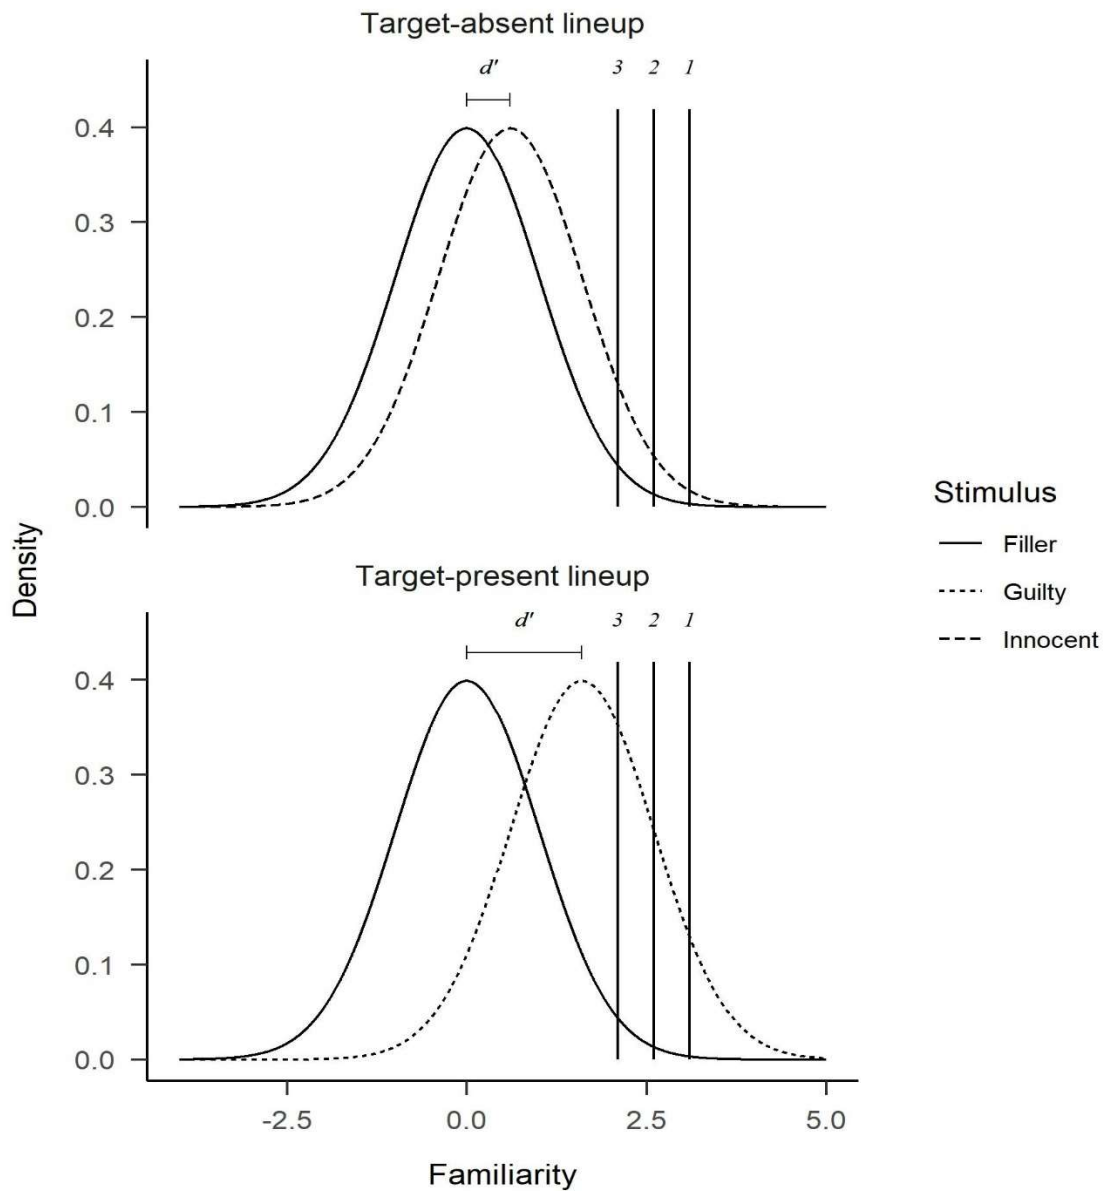 Target-absent lineup
d′ 3 2 1
0.4
0.3
0.2
0.1
0.0
Target-present lineup
d′ 3 2 1
0.4
0.3
0.2
0.1
0.0
-2.5 0.0 2.5 5.0
Familiarity
Density
Stimulus
Filler
Guilty
Innocent